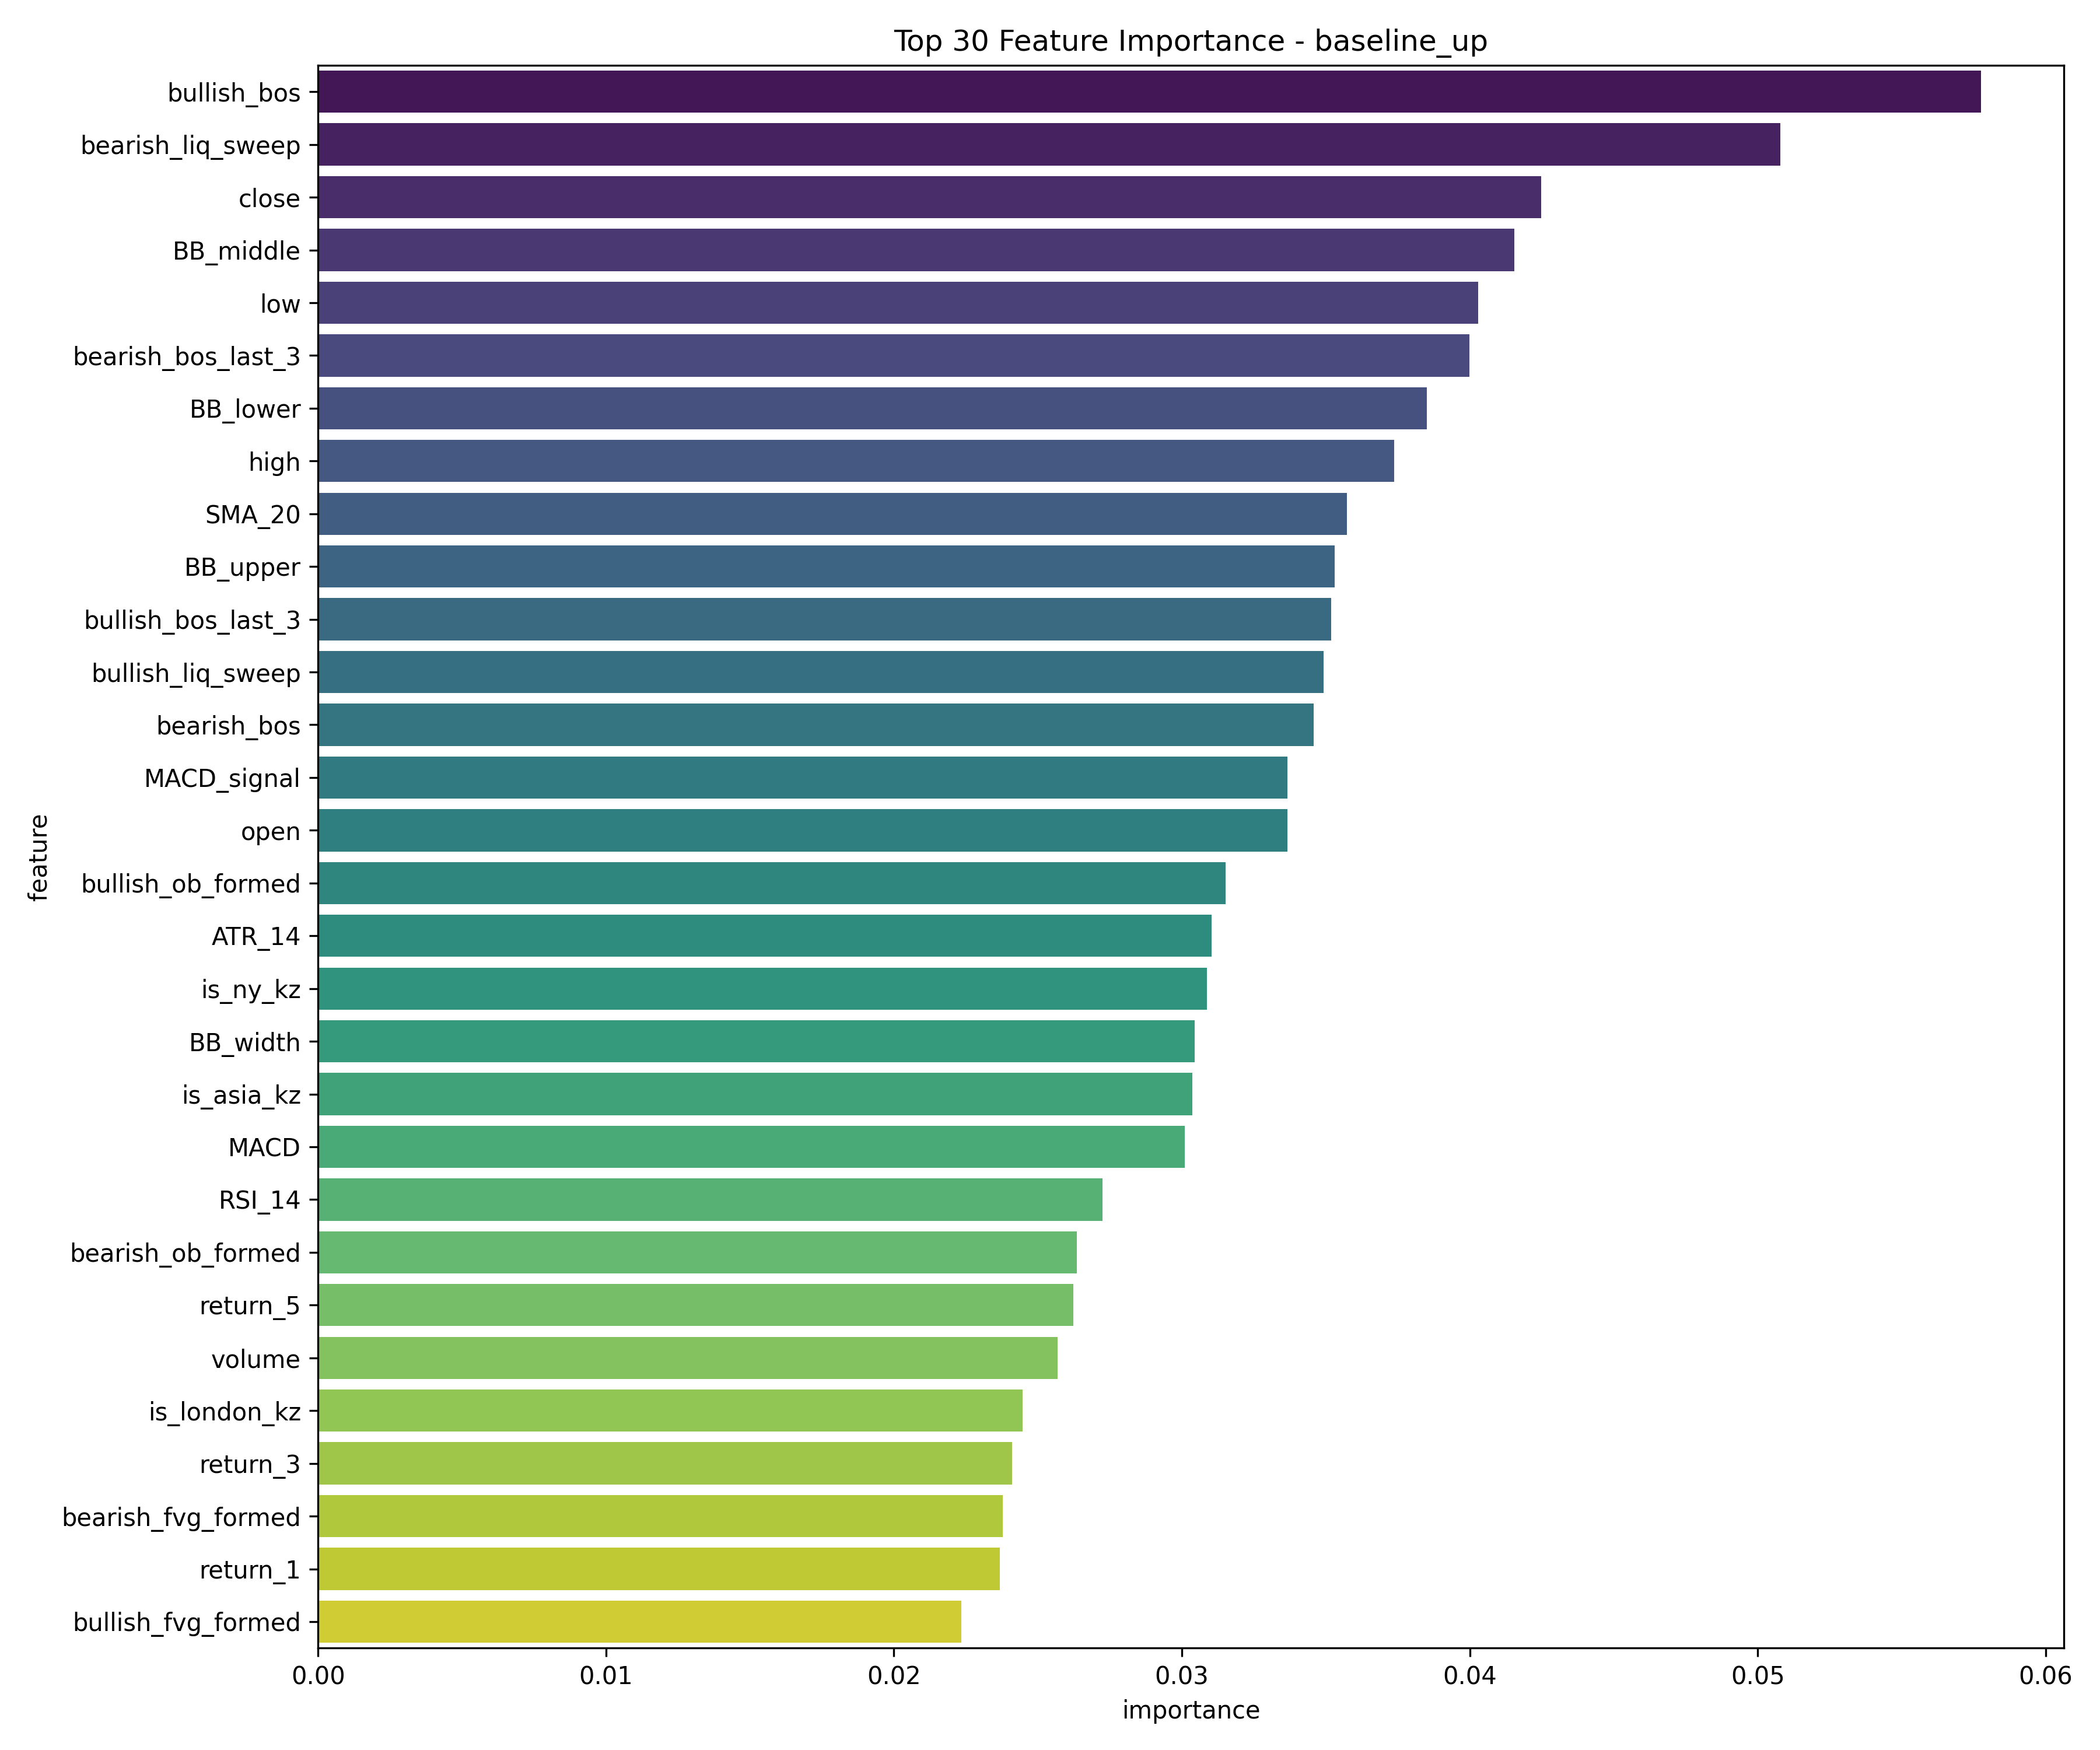 Top 30 Feature Importance - baseline_up
bullish_bos
bearish_liq_sweep
close
BB_middle
low
bearish_bos_last_3
BB_lower
high
SMA_20
BB_upper
bullish_bos_last_3
bullish_liq_sweep
bearish_bos
MACD_signal
open
bullish_ob_formed
ATR_14
is_ny_kz
BB_width
is_asia_kz
MACD
RSI_14
bearish_ob_formed
return_5
volume
is_london_kz
return_3
bearish_fvg_formed
return_1
bullish_fvg_formed
feature
0.00 0.01 0.02 0.03 0.04 0.05 0.06
importance